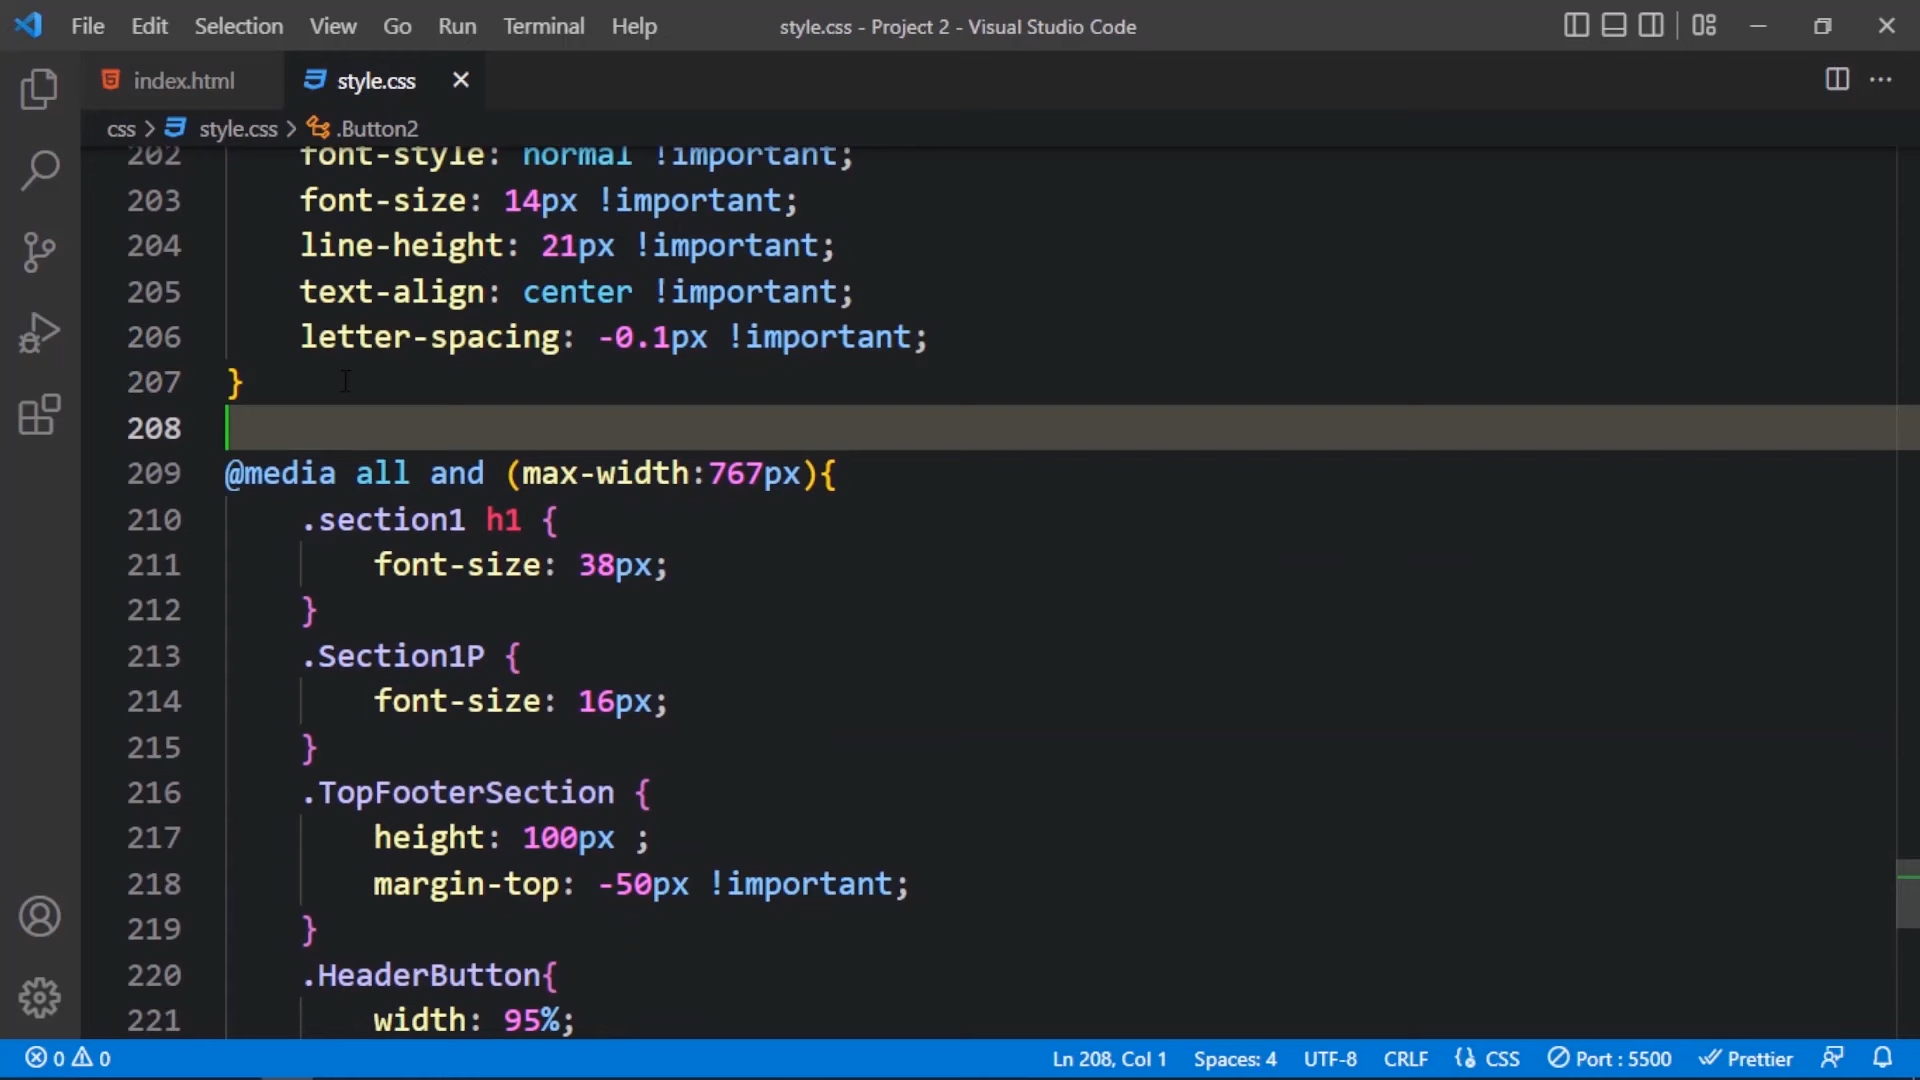 File Edit Selection View Go Run Terminal Help style.css - Project 2 - Visual Studio Code
index.html style.css
css > style.css > .Button2
202 font-style: normal !important;
203 font-size: 14px !important;
204 line-height: 21px !important;
205 text-align: center !important;
206 letter-spacing: -0.1px !important;
207 }
208
209 @media all and (max-width:767px){
210 .section1 h1 {
211 font-size: 38px;
212 }
213 .Section1P {
214 font-size: 16px;
215 }
216 .TopFooterSection {
217 height: 100px ;
218 margin-top: -50px !important;
219 }
220 .HeaderButton{
221 width: 95%;
0 0 Ln 208, Col 1 Spaces: 4 UTF-8 CRLF CSS Port : 5500 Prettier